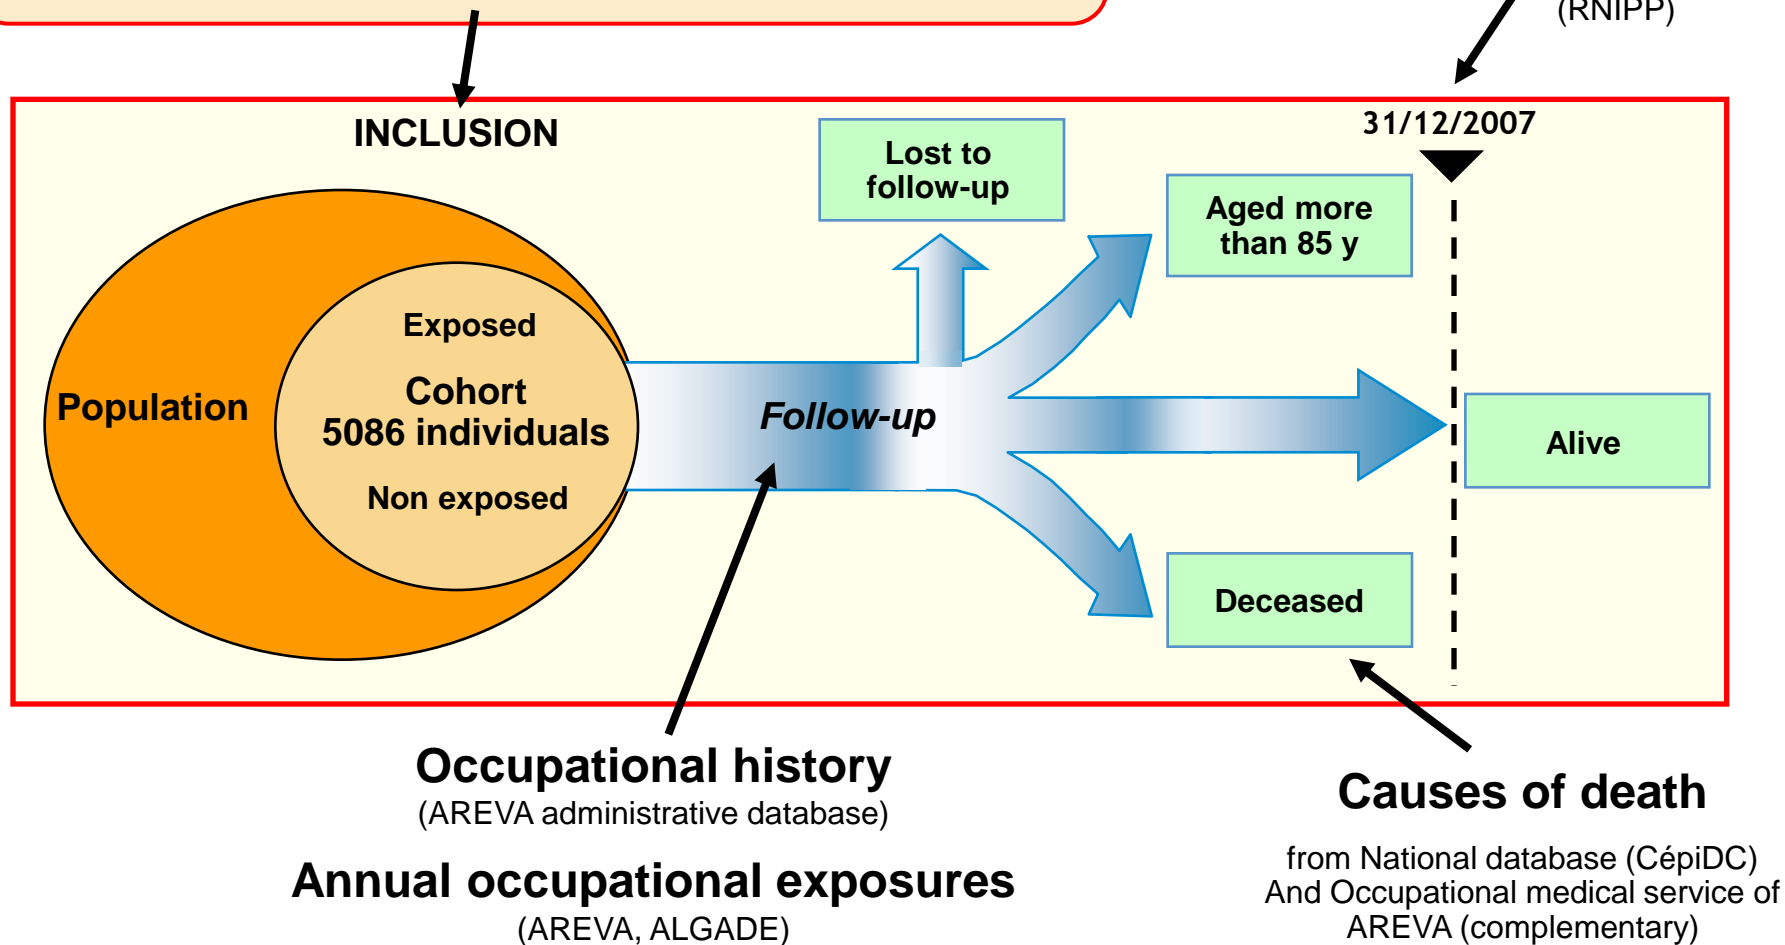 (RNIPP)
INCLUSION
31/12/2007
Lost to
follow-up
Aged more
than 85 y
Exposed
Population
Cohort
5086 individuals
Follow-up
Alive
Non exposed
Deceased
Occupational history
(AREVA administrative database)
Annual occupational exposures
(AREVA, ALGADE)
Causes of death
from National database (CépiDC)
And Occupational medical service of
AREVA (complementary)